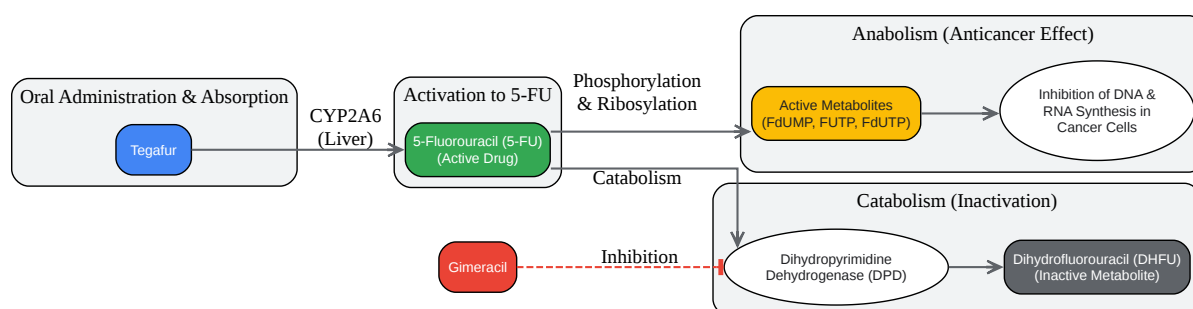 Anabolism (Anticancer Effect)
Oral Administration & Absorption
Activation to 5-FU
Phosphorylation
& Ribosylation
CYP2A6
(Liver)
Tegafur
5-Fluorouracil (5-FU)
(Active Drug)
Active Metabolites
(FdUMP, FUTP, FdUTP)
Inhibition of DNA &
RNA Synthesis in
Cancer Cells
Catabolism
Catabolism (Inactivation)
Gimeracil
Inhibition
Dihydropyrimidine
Dehydrogenase (DPD)
Dihydrofluorouracil (DHFU)
(Inactive Metabolite)